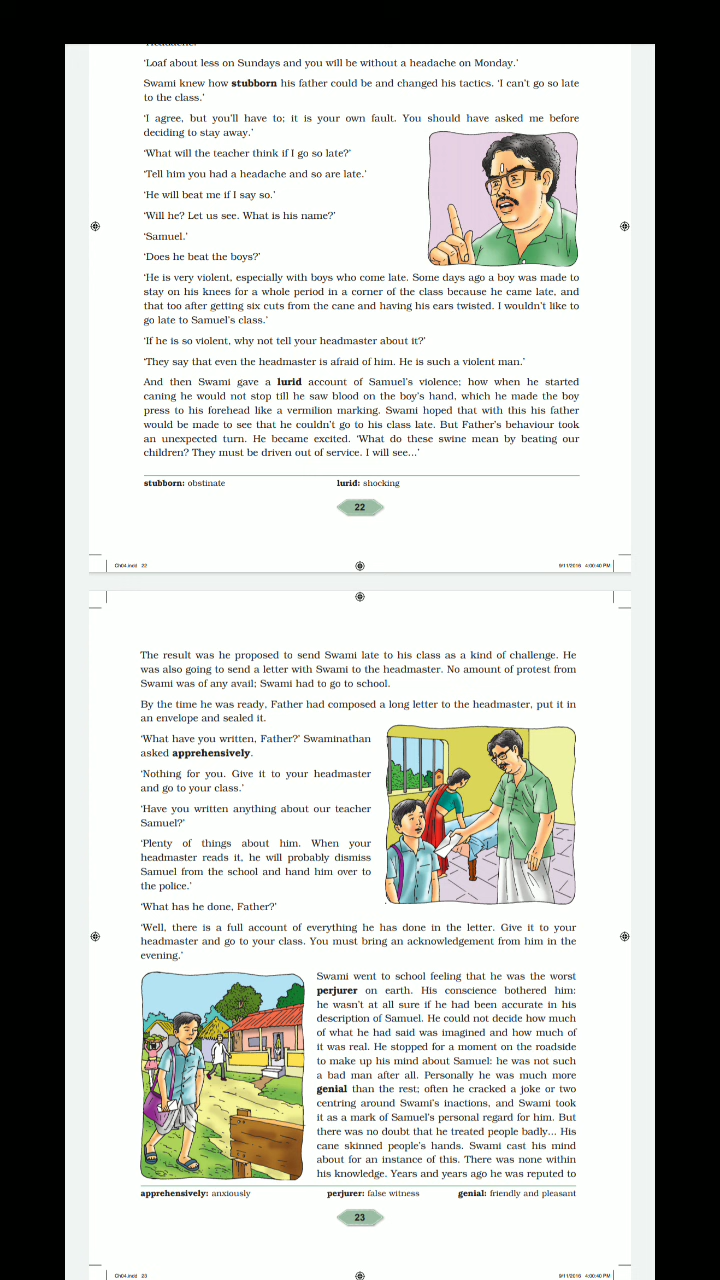 'Headache.'
'Loaf about less on Sundays and you will be without a headache on Monday.'
Swami knew how stubborn his father could be and changed his tactics. 'I can't go so late
to the class.'
'I agree, but you'll have to; it is your own fault. You should have asked me before
deciding to stay away.'
'What will the teacher think if I go so late?'
'Tell him you had a headache and so are late.'
'He will beat me if I say so.'
'Will he? Let us see. What is his name?'
'Samuel.'
'Does he beat the boys?'
'He is very violent, especially with boys who come late. Some days ago a boy was made to
stay on his knees for a whole period in a corner of the class because he came late, and
that too after getting six cuts from the cane and having his ears twisted. I wouldn't like to
go late to Samuel's class.'
'If he is so violent, why not tell your headmaster about it?'
'They say that even the headmaster is afraid of him. He is such a violent man.'
And then Swami gave a lurid account of Samuel's violence; how when he started
caning he would not stop till he saw blood on the boy's hand, which he made the boy
press to his forehead like a vermilion marking. Swami hoped that with this his father
would be made to see that he couldn't go to his class late. But Father's behaviour took
an unexpected turn. He became excited. 'What do these swine mean by beating our
children? They must be driven out of service. I will see...'
stubborn: obstinate lurid: shocking
22
Ch04.indd 22 9/11/2016 4:00:40 PM
The result was he proposed to send Swami late to his class as a kind of challenge. He
was also going to send a letter with Swami to the headmaster. No amount of protest from
Swami was of any avail; Swami had to go to school.
By the time he was ready, Father had composed a long letter to the headmaster, put it in
an envelope and sealed it.
'What have you written, Father?' Swaminathan
asked apprehensively.
'Nothing for you. Give it to your headmaster
and go to your class.'
'Have you written anything about our teacher
Samuel?'
'Plenty of things about him. When your
headmaster reads it, he will probably dismiss
Samuel from the school and hand him over to
the police.'
'What has he done, Father?'
'Well, there is a full account of everything he has done in the letter. Give it to your
headmaster and go to your class. You must bring an acknowledgement from him in the
evening.'
Swami went to school feeling that he was the worst
perjurer on earth. His conscience bothered him:
he wasn't at all sure if he had been accurate in his
description of Samuel. He could not decide how much
of what he had said was imagined and how much of
it was real. He stopped for a moment on the roadside
to make up his mind about Samuel: he was not such
a bad man after all. Personally he was much more
genial than the rest; often he cracked a joke or two
centring around Swami's inactions, and Swami took
it as a mark of Samuel's personal regard for him. But
there was no doubt that he treated people badly... His
cane skinned people's hands. Swami cast his mind
about for an instance of this. There was none within
his knowledge. Years and years ago he was reputed to
apprehensively: anxiously perjurer: false witness genial: friendly and pleasant
23
Ch04.indd 23 9/11/2016 4:00:40 PM